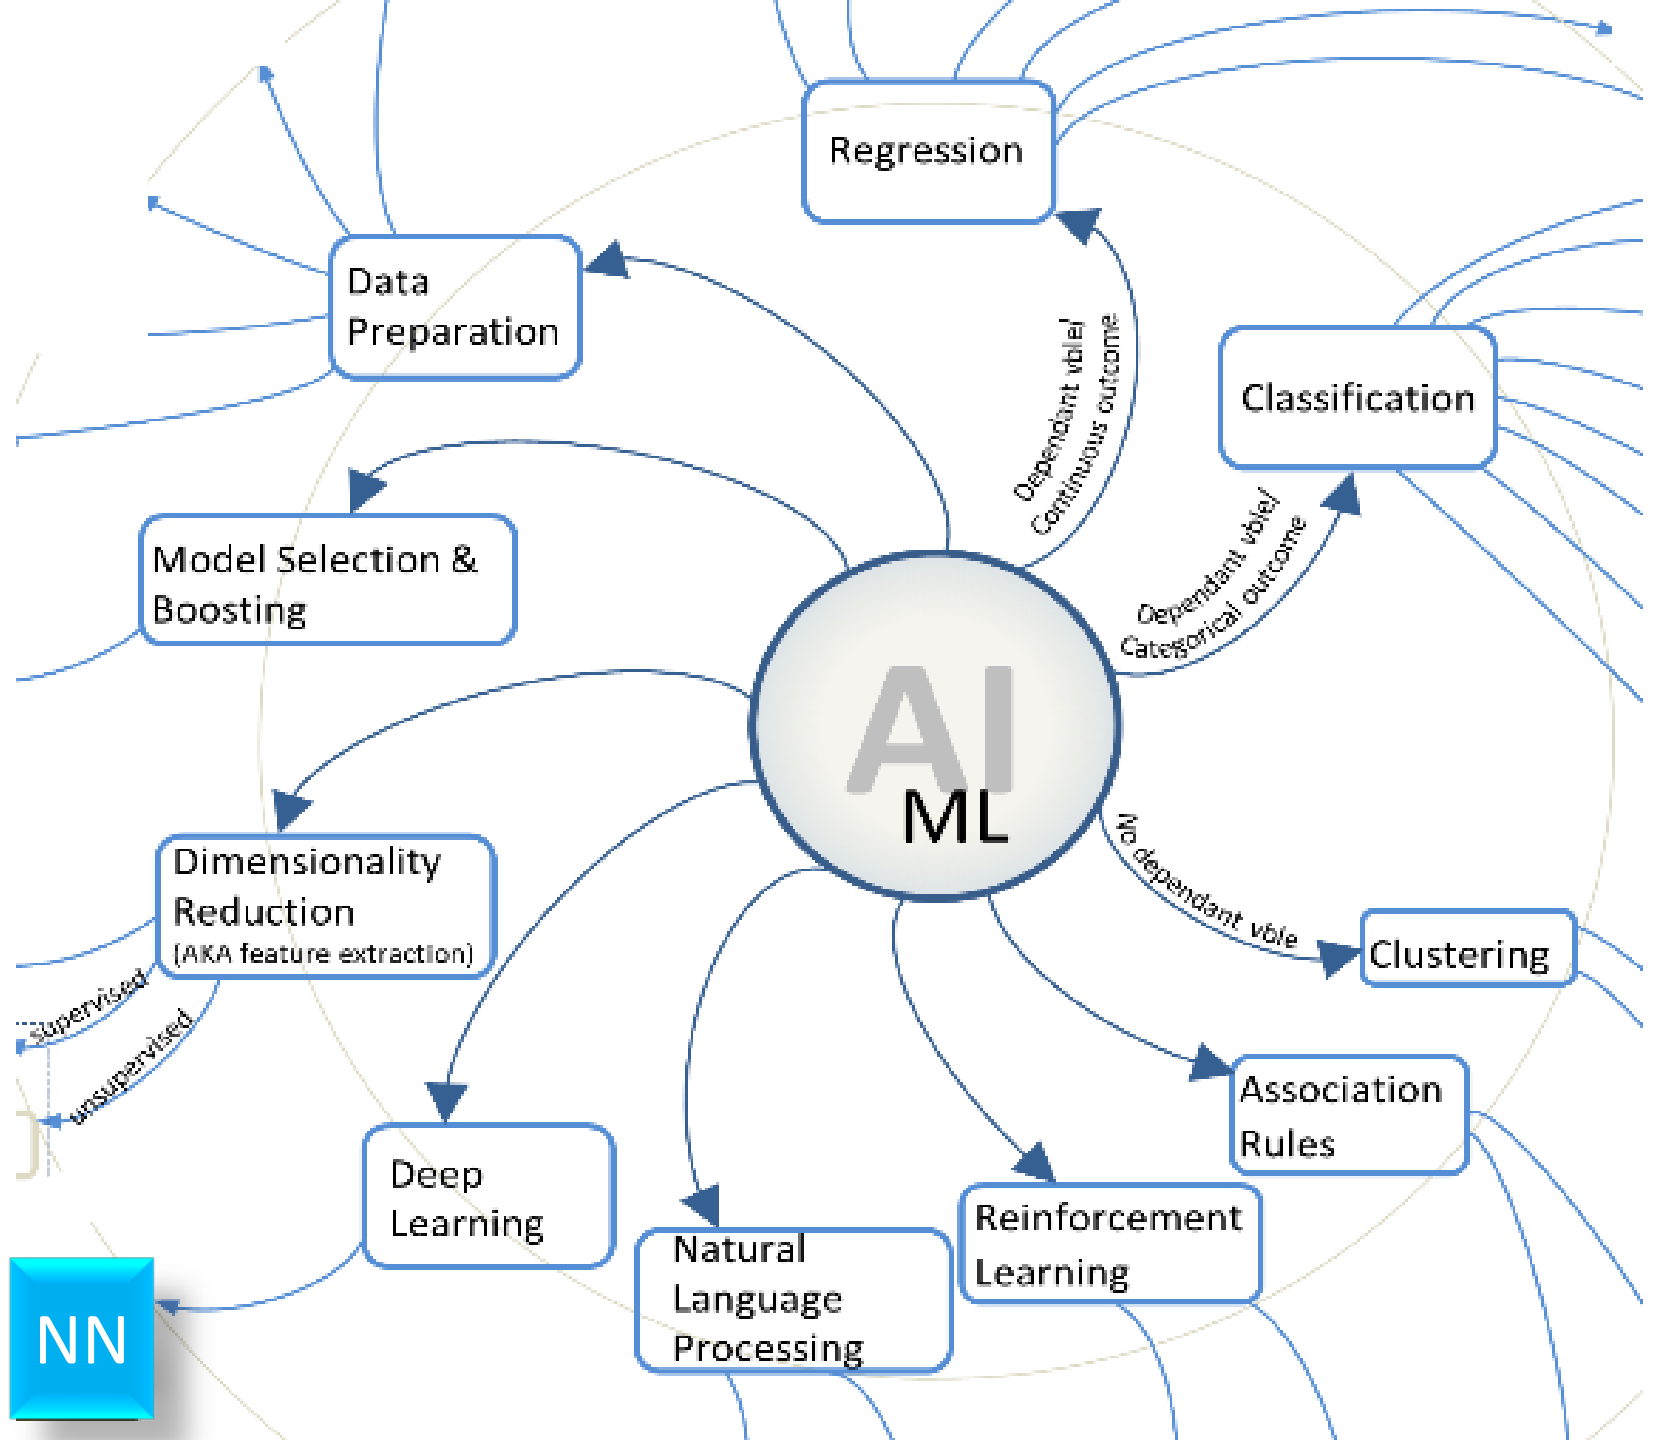 Regression
Data
Preparation
Dependant vble/
Continuous outcome
Classification
Dependant vble/
Categorical outcome
Model Selection &
Boosting
AI
ML
No dependant vble
Dimensionality
Reduction
(AKA feature extraction)
Clustering
supervised
unsupervised
Association
Rules
Deep
Learning
Reinforcement
Learning
Natural
Language
Processing
NN